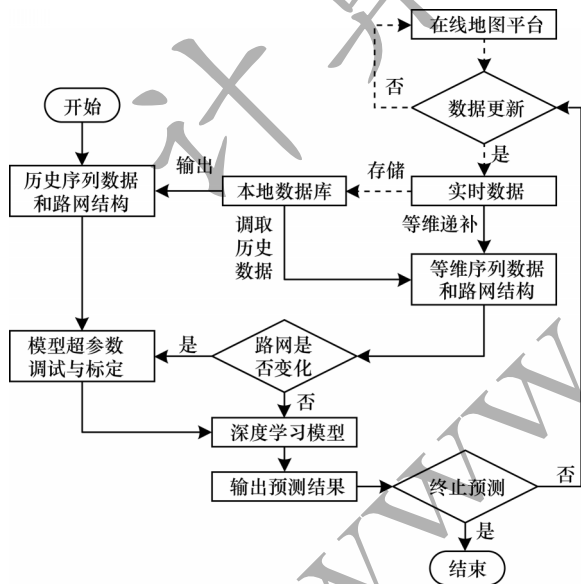 在线地图平台
否
开始
数据更新
是
输出
存储
历史序列数据
和路网结构
本地数据库
实时数据
调取
历史
数据
等维递补
等维序列数据
和路网结构
模型超参数
调试与标定
是
路网是
否变化
否
深度学习模型
输出预测结果
终止预测
否
是
结束
计算
www